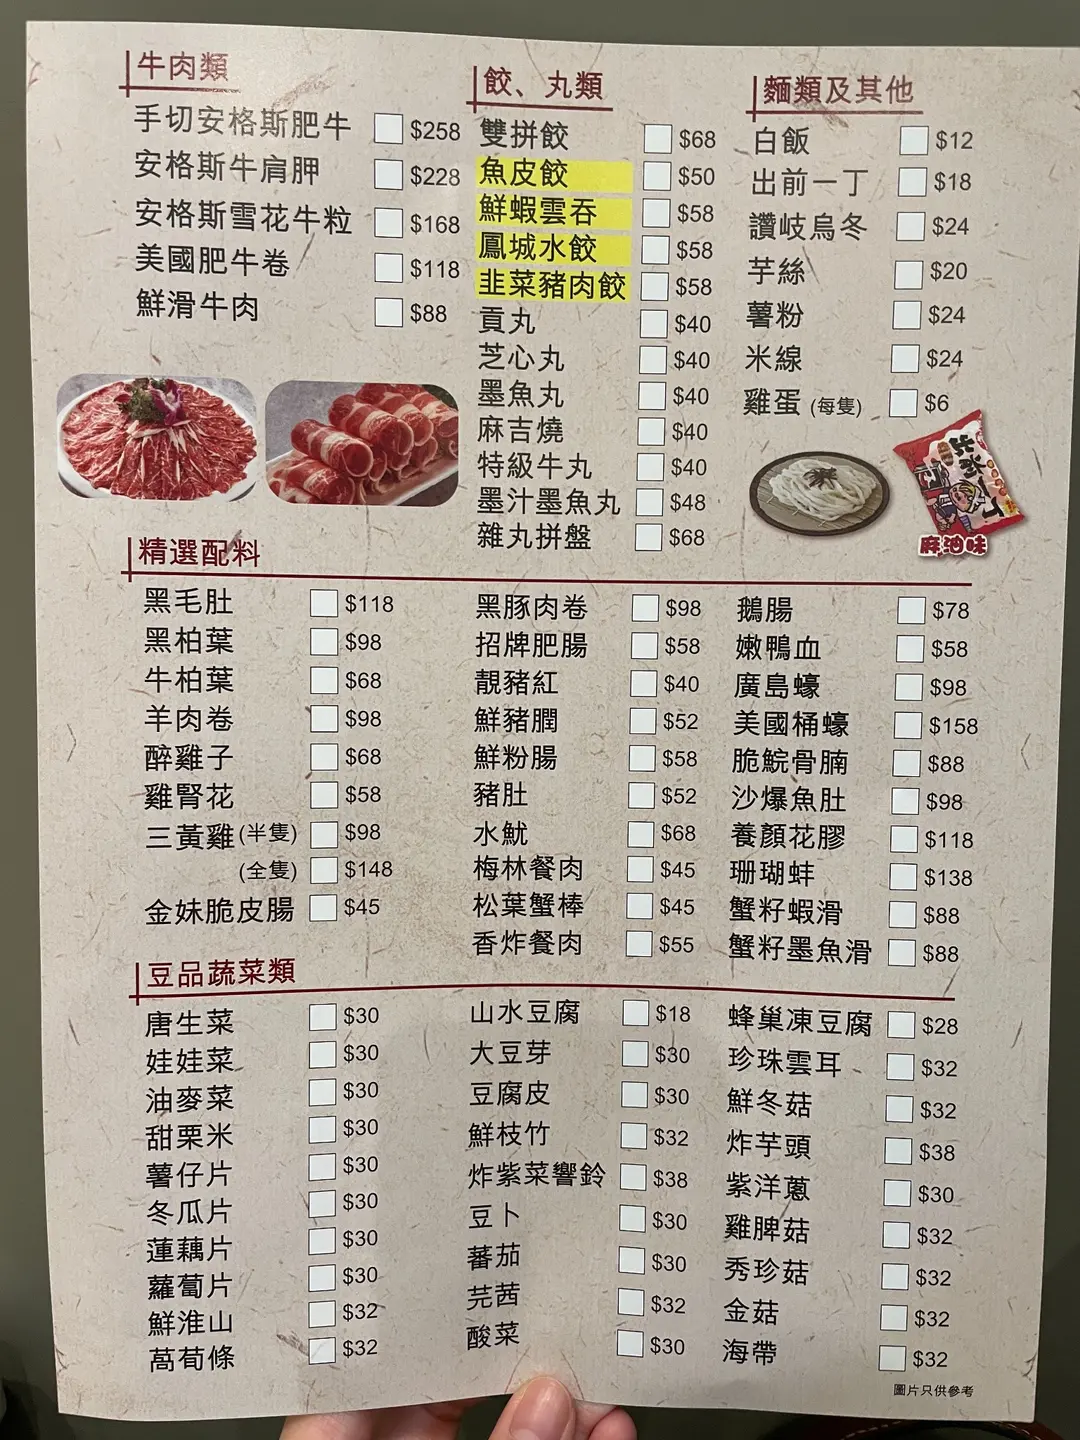 牛肉類
手切安格斯肥牛 $258
安格斯牛肩胛 $228
安格斯雪花牛粒 $168
美國肥牛卷 $118
鮮滑牛肉 $88
餃、丸類
雙拼餃 $68
魚皮餃 $50
鮮蝦雲吞 $58
鳳城水餃 $58
韭菜豬肉餃 $58
貢丸 $40
芝心丸 $40
墨魚丸 $40
麻吉燒 $40
特級牛丸 $40
墨汁墨魚丸 $48
雜丸拼盤 $68
麵類及其他
白飯 $12
出前一丁 $18
讚岐烏冬 $24
芋絲 $20
薯粉 $24
米線 $24
雞蛋 (每隻) $6
麻油味
精選配料
黑毛肚 $118
黑柏葉 $98
牛柏葉 $68
羊肉卷 $98
醉雞子 $68
雞腎花 $58
三黃雞 (半隻) $98
(全隻) $148
金妹脆皮腸 $45
黑豚肉卷 $98
招牌肥腸 $58
靚豬紅 $40
鮮豬膶 $52
鮮粉腸 $58
豬肚 $52
水魷 $68
梅林餐肉 $45
松葉蟹棒 $45
香炸餐肉 $55
鵝腸 $78
嫩鴨血 $58
廣島蠔 $98
美國桶蠔 $158
脆鯇骨腩 $88
沙爆魚肚 $98
養顏花膠 $118
珊瑚蚌 $138
蟹籽蝦滑 $88
蟹籽墨魚滑 $88
豆品蔬菜類
唐生菜 $30
娃娃菜 $30
油麥菜 $30
甜粟米 $30
薯仔片 $30
冬瓜片 $30
蓮藕片 $30
蘿蔔片 $30
鮮淮山 $32
萵荀條 $32
山水豆腐 $18
大豆芽 $30
豆腐皮 $30
鮮枝竹 $32
炸紫菜響鈴 $38
豆卜 $30
蕃茄 $30
芫茜 $32
酸菜 $30
蜂巢凍豆腐 $28
珍珠雲耳 $32
鮮冬菇 $32
炸芋頭 $38
紫洋蔥 $30
雞脾菇 $32
秀珍菇 $32
金菇 $32
海帶 $32
圖片只供參考